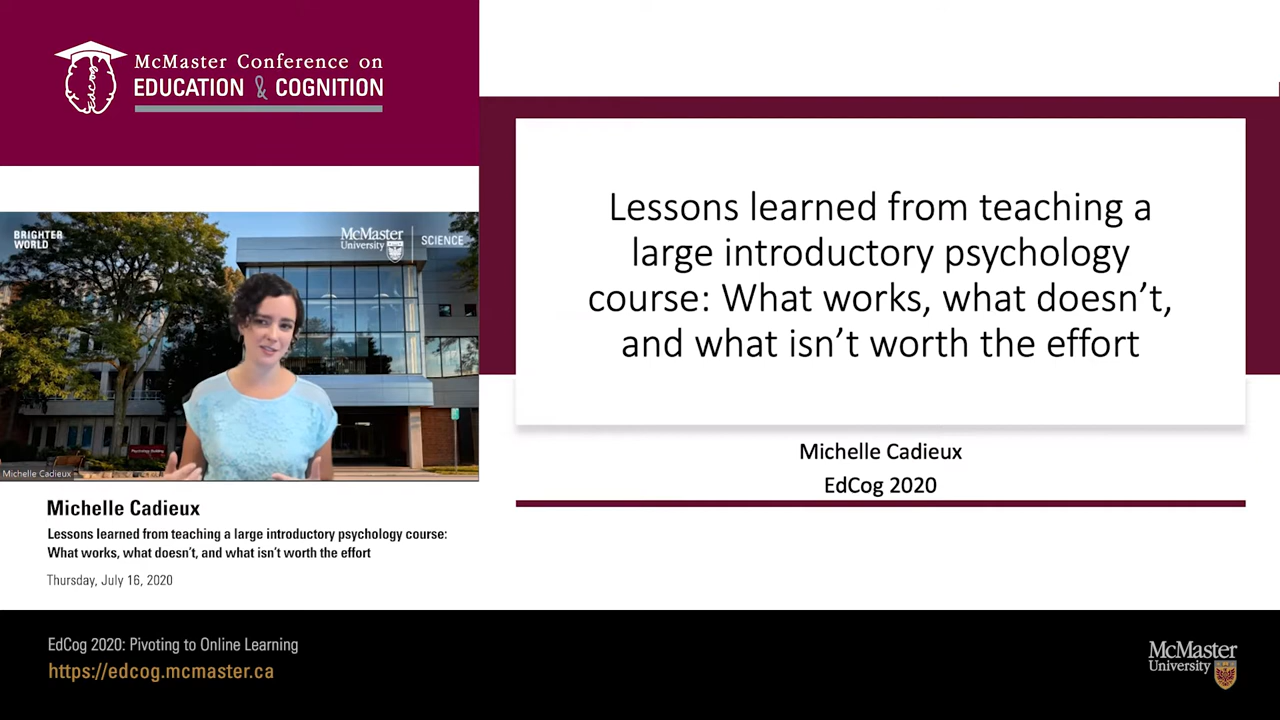 McMaster Conference on
EDUCATION & COGNITION
edcog
BRIGHTER
WORLD
McMaster
University
SCIENCE
Psychology Building
Michelle Cadieux
Michelle Cadieux
Lessons learned from teaching a large introductory psychology course:
What works, what doesn't, and what isn't worth the effort
Thursday, July 16, 2020
Lessons learned from teaching a
large introductory psychology
course: What works, what doesn’t,
and what isn’t worth the effort
Michelle Cadieux
EdCog 2020
EdCog 2020: Pivoting to Online Learning
https://edcog.mcmaster.ca
McMaster
University